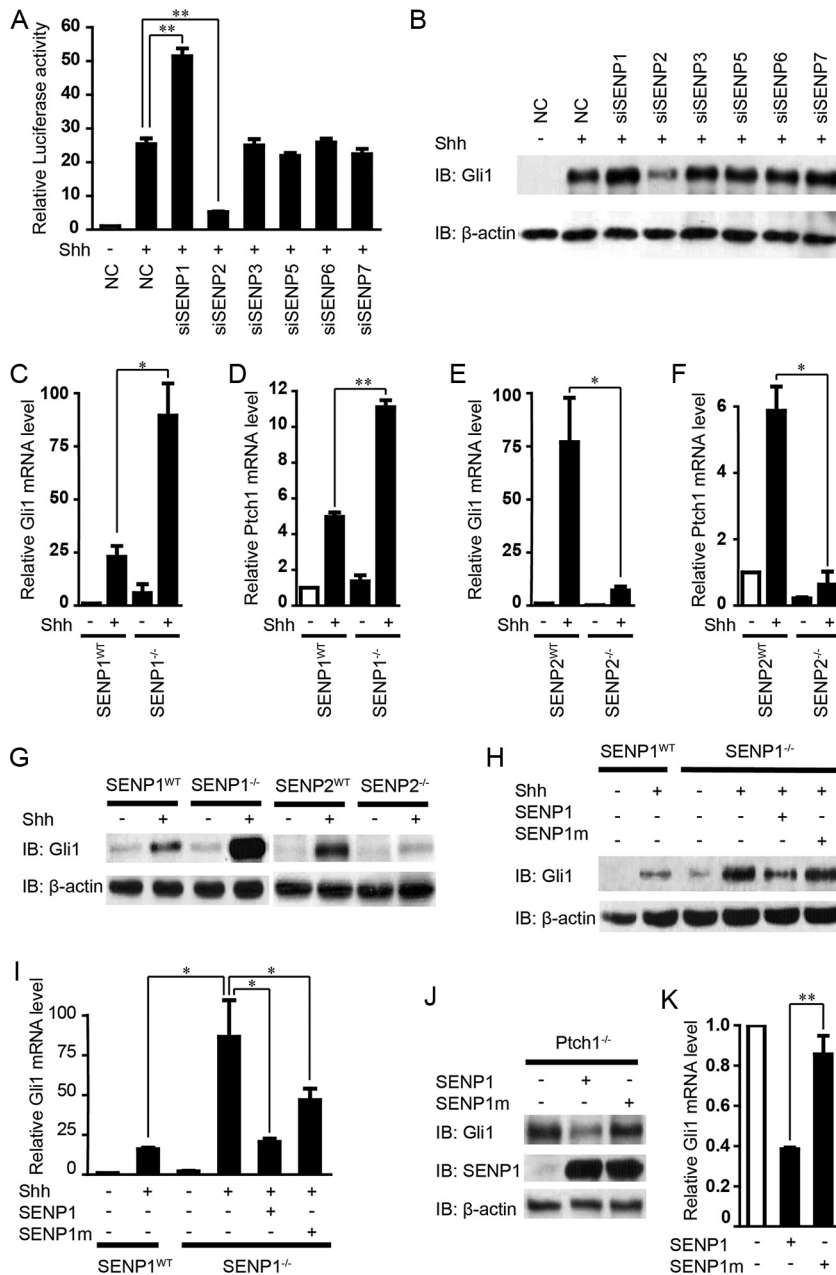 A
Relative Luciferase activity
60
50
40
30
20
10
0
**
**
Shh - + + + + + + +
NC NC siSENP1 siSENP2 siSENP3 siSENP5 siSENP6 siSENP7
B
NC NC siSENP1 siSENP2 siSENP3 siSENP5 siSENP6 siSENP7
Shh - + + + + + + +
IB: Gli1
IB: β-actin
C
Relative Gli1 mRNA level
100
75
50
25
0
*
Shh - + - +
SENP1WT SENP1-/-
D
Relative Ptch1 mRNA level
12
10
8
6
4
2
0
**
Shh - + - +
SENP1WT SENP1-/-
E
Relative Gli1 mRNA level
100
75
50
25
0
*
Shh - + - +
SENP2WT SENP2-/-
F
Relative Ptch1 mRNA level
6
4
2
0
*
Shh - + - +
SENP2WT SENP2-/-
G
SENP1WT SENP1-/- SENP2WT SENP2-/-
Shh - + - + - + - +
IB: Gli1
IB: β-actin
H
SENP1WT SENP1-/-
Shh - + - + + +
SENP1 - - - - + -
SENP1m - - - - - +
IB: Gli1
IB: β-actin
I
Relative Gli1 mRNA level
100
75
50
25
0
* * *
Shh - + - + + +
SENP1 - - - - + -
SENP1m - - - - - +
SENP1WT SENP1-/-
J
Ptch1-/-
SENP1 - + -
SENP1m - - +
IB: Gli1
IB: SENP1
IB: β-actin
K
Relative Gli1 mRNA level
1.0
0.8
0.6
0.4
0.2
0
**
SENP1 - + -
SENP1m - - +